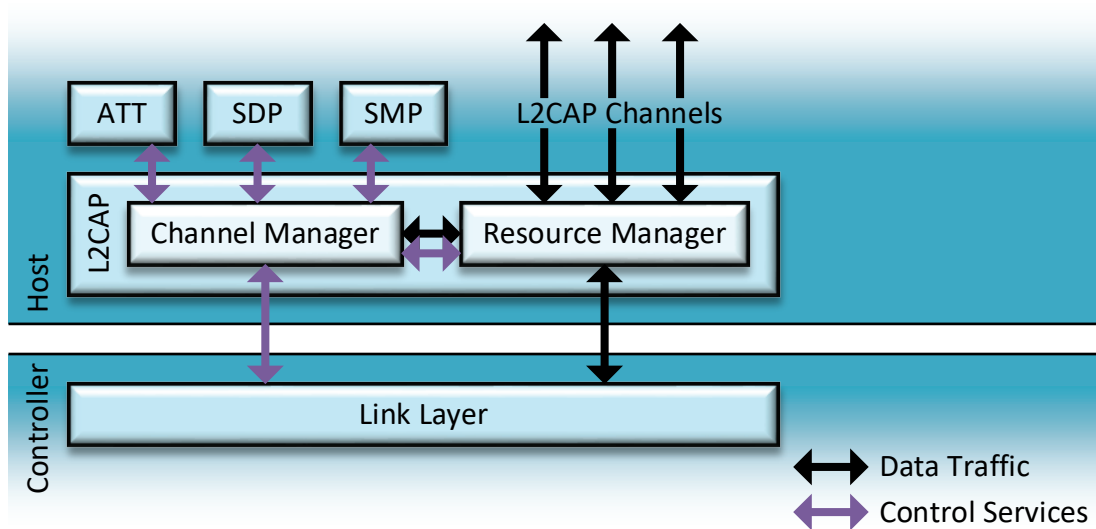 ATT
SDP
SMP
L2CAP Channels
L2CAP
Channel Manager
Resource Manager
Host
Controller
Link Layer
Data Traffic
Control Services